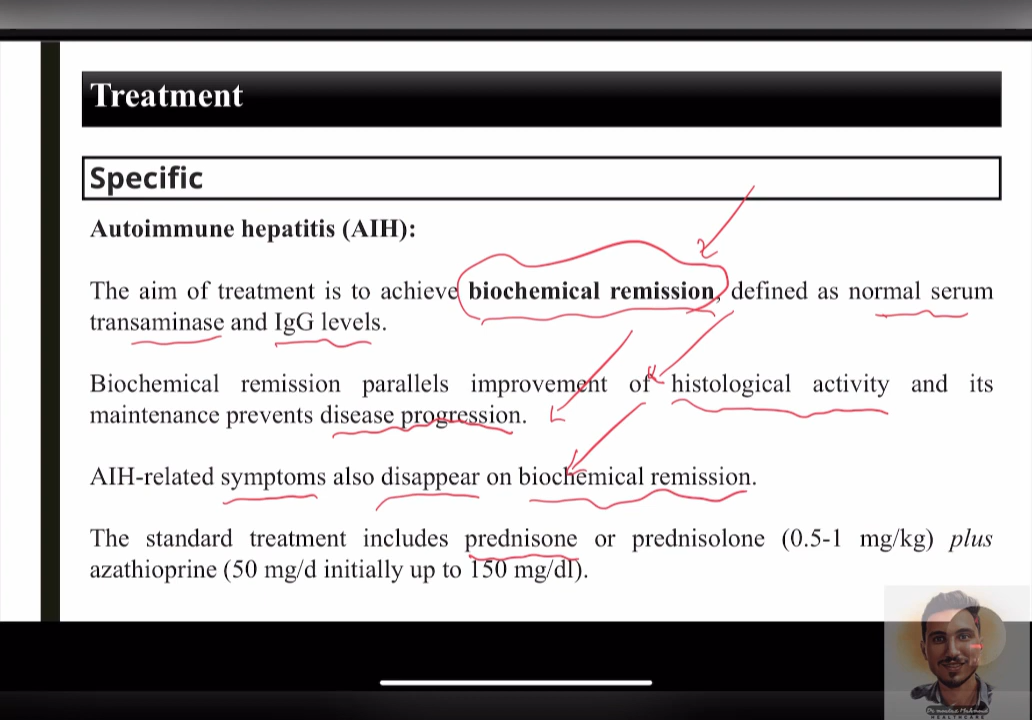 Treatment
Specific
Autoimmune hepatitis (AIH):
The aim of treatment is to achieve biochemical remission, defined as normal serum
transaminase and IgG levels.
Biochemical remission parallels improvement of histological activity and its
maintenance prevents disease progression.
AIH-related symptoms also disappear on biochemical remission.
The standard treatment includes prednisone or prednisolone (0.5-1 mg/kg) plus
azathioprine (50 mg/d initially up to 150 mg/dl).